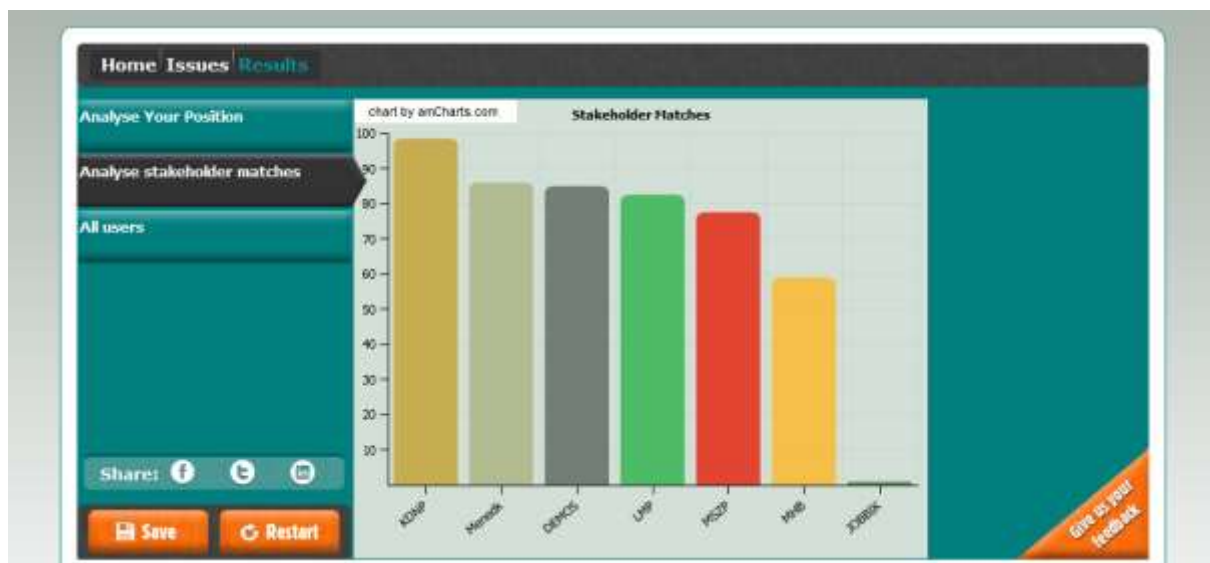 Home Issues Results
Analyse Your Position
Analyse stakeholder matches
All users
Share:
Save
Restart
chart by amCharts.com
Stakeholder Matches
100
90
80
70
60
50
40
30
20
10
KDNP
Menedk
DEMOS
LMP
MSZP
MHB
JOBBIK
Give us your
feedback